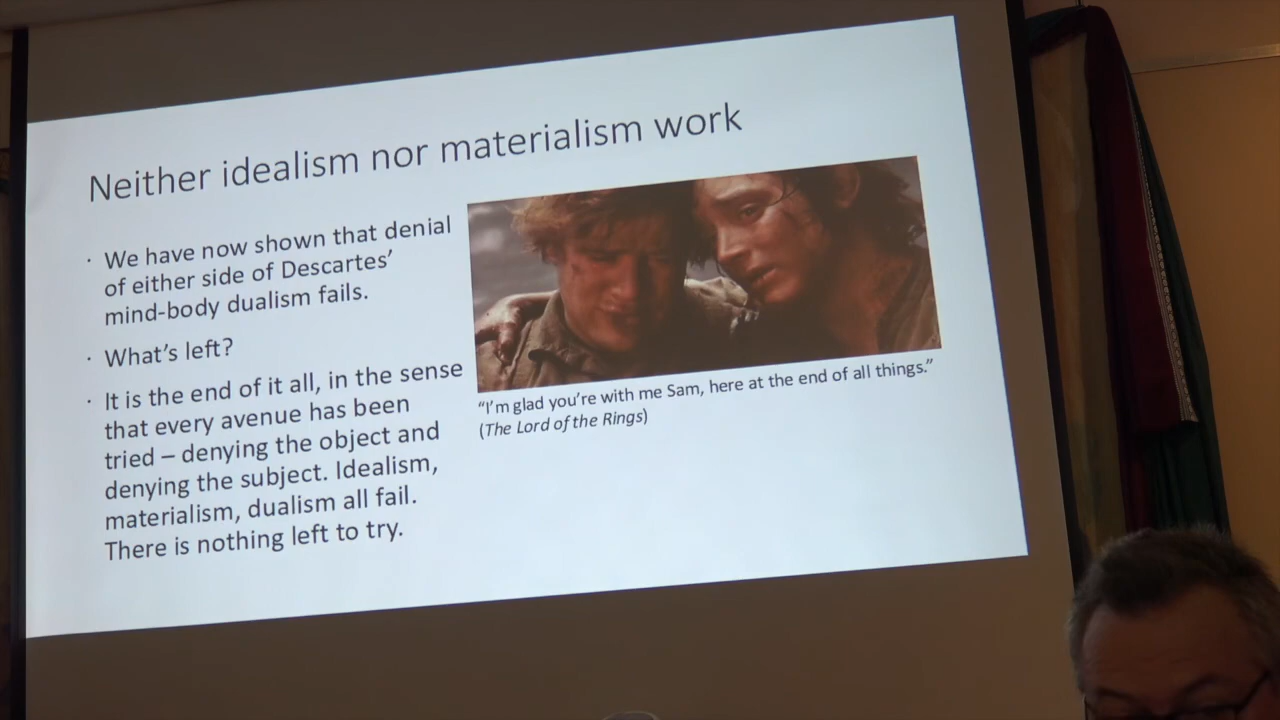 Neither idealism nor materialism work
· We have now shown that denial
of either side of Descartes’
mind-body dualism fails.
· What’s left?
· It is the end of it all, in the sense
that every avenue has been
tried – denying the object and
denying the subject. Idealism,
materialism, dualism all fail.
There is nothing left to try.
“I’m glad you’re with me Sam, here at the end of all things.”
(The Lord of the Rings)